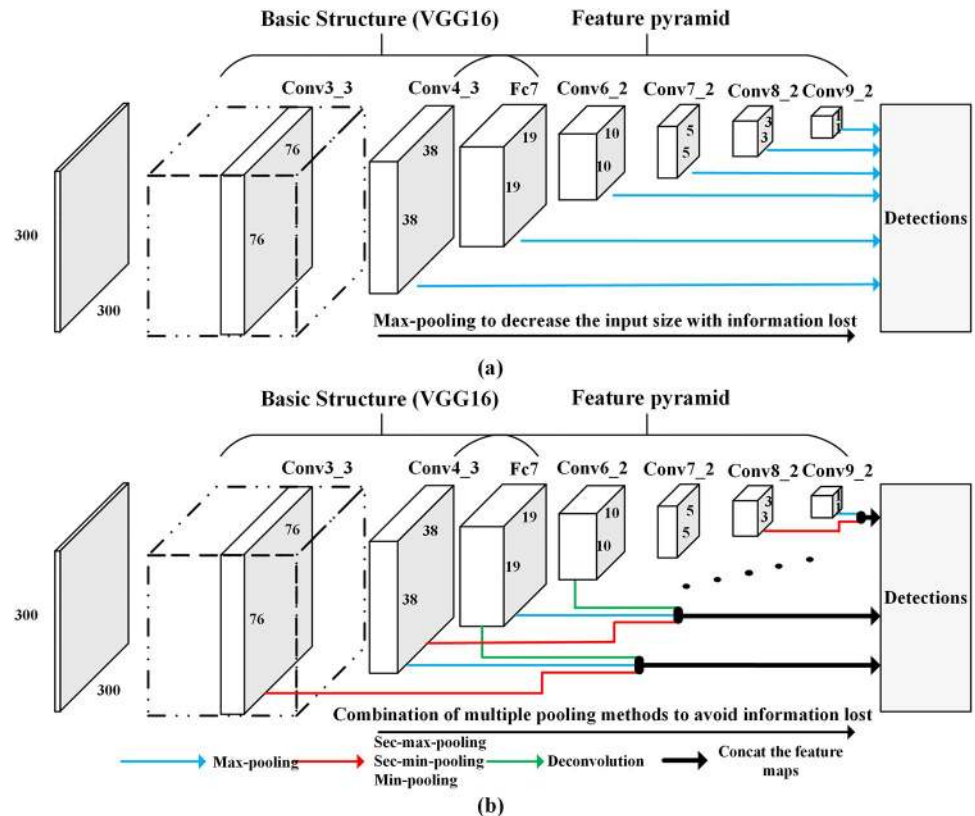 Basic Structure (VGG16) Feature pyramid
Conv3_3 Conv4_3 Fc7 Conv6_2 Conv7_2 Conv8_2 Conv9_2
76 38 19 10 5 3 1
3 1
10 5
19
38
76
300
300
Detections
Max-pooling to decrease the input size with information lost
(a)
Basic Structure (VGG16) Feature pyramid
Conv3_3 Conv4_3 Fc7 Conv6_2 Conv7_2 Conv8_2 Conv9_2
76 38 19 10 5 3 1
3 1
10 5
19
38
76
300
300
Detections
Combination of multiple pooling methods to avoid information lost
Max-pooling
Sec-max-pooling
Sec-min-pooling
Min-pooling
Deconvolution
Concat the feature
maps
(b)